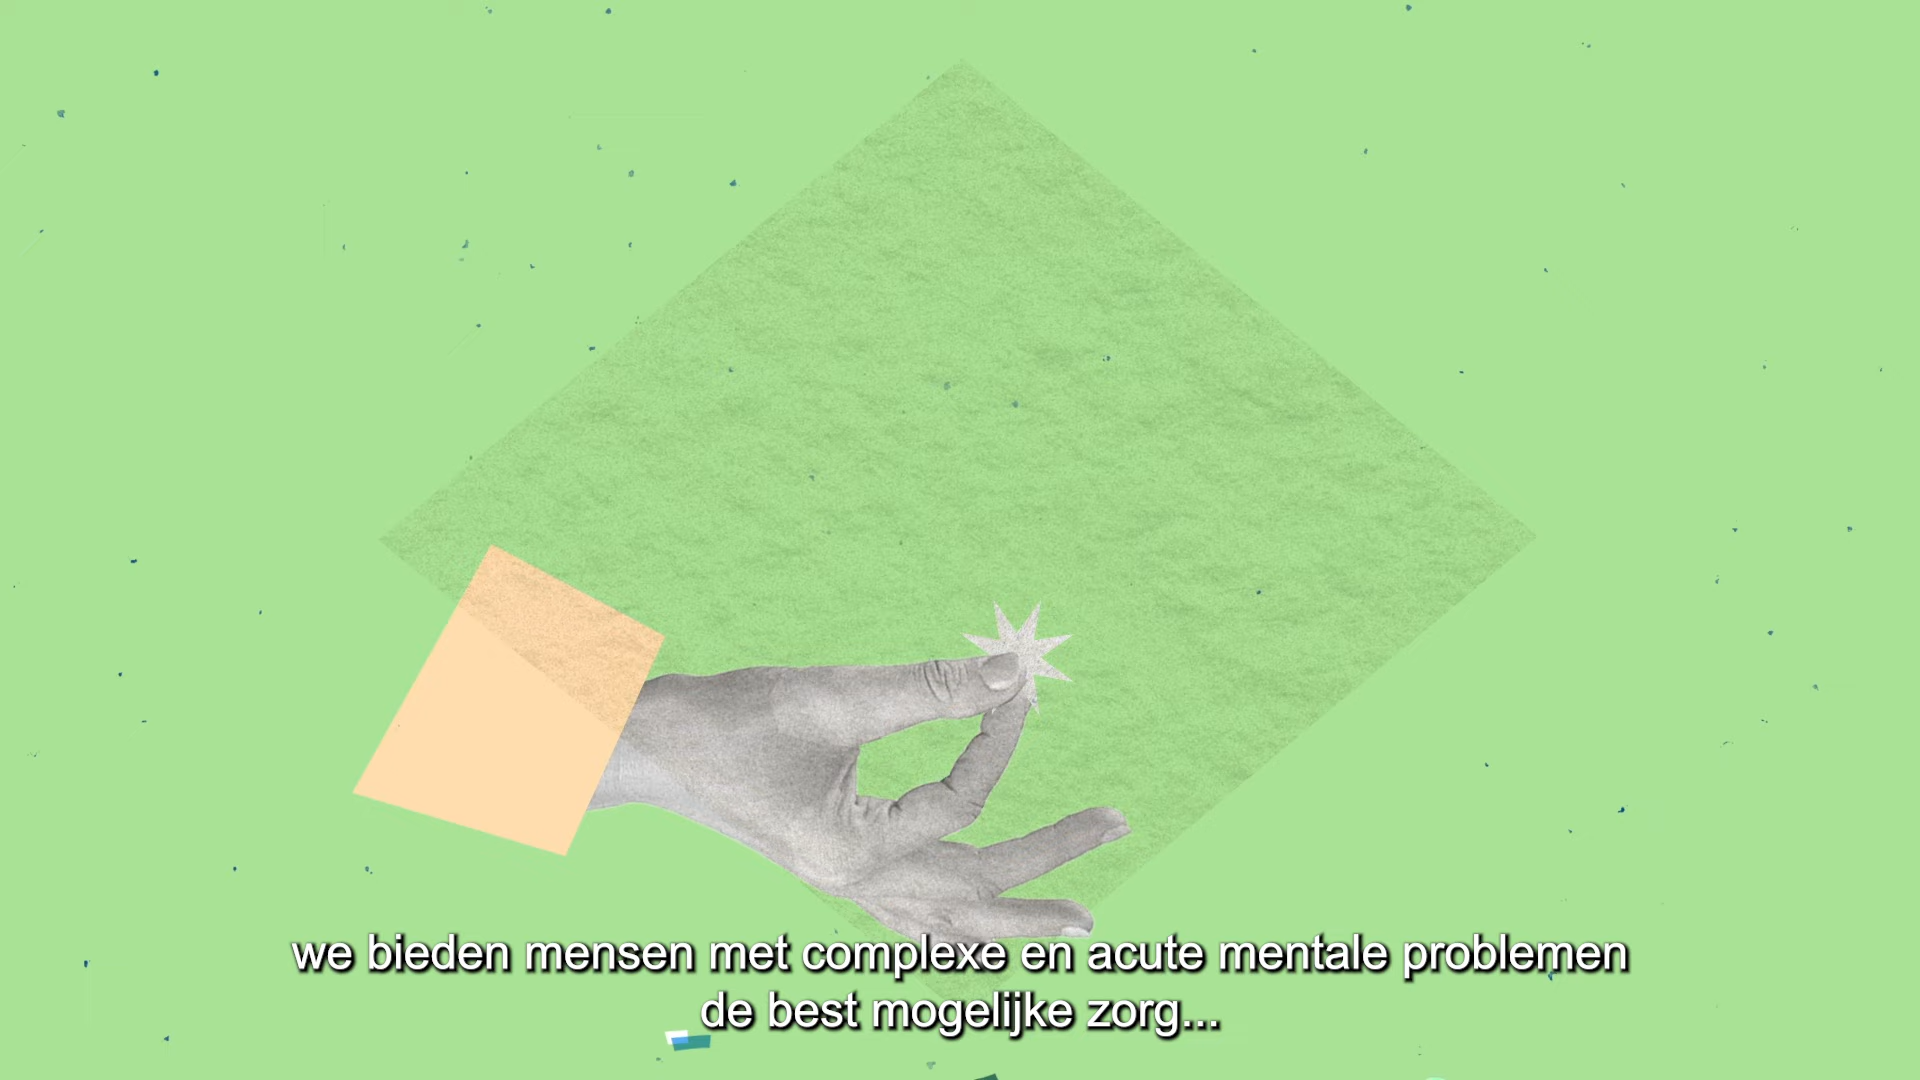 we bieden mensen met complexe en acute mentale problemen
de best mogelijke zorg...